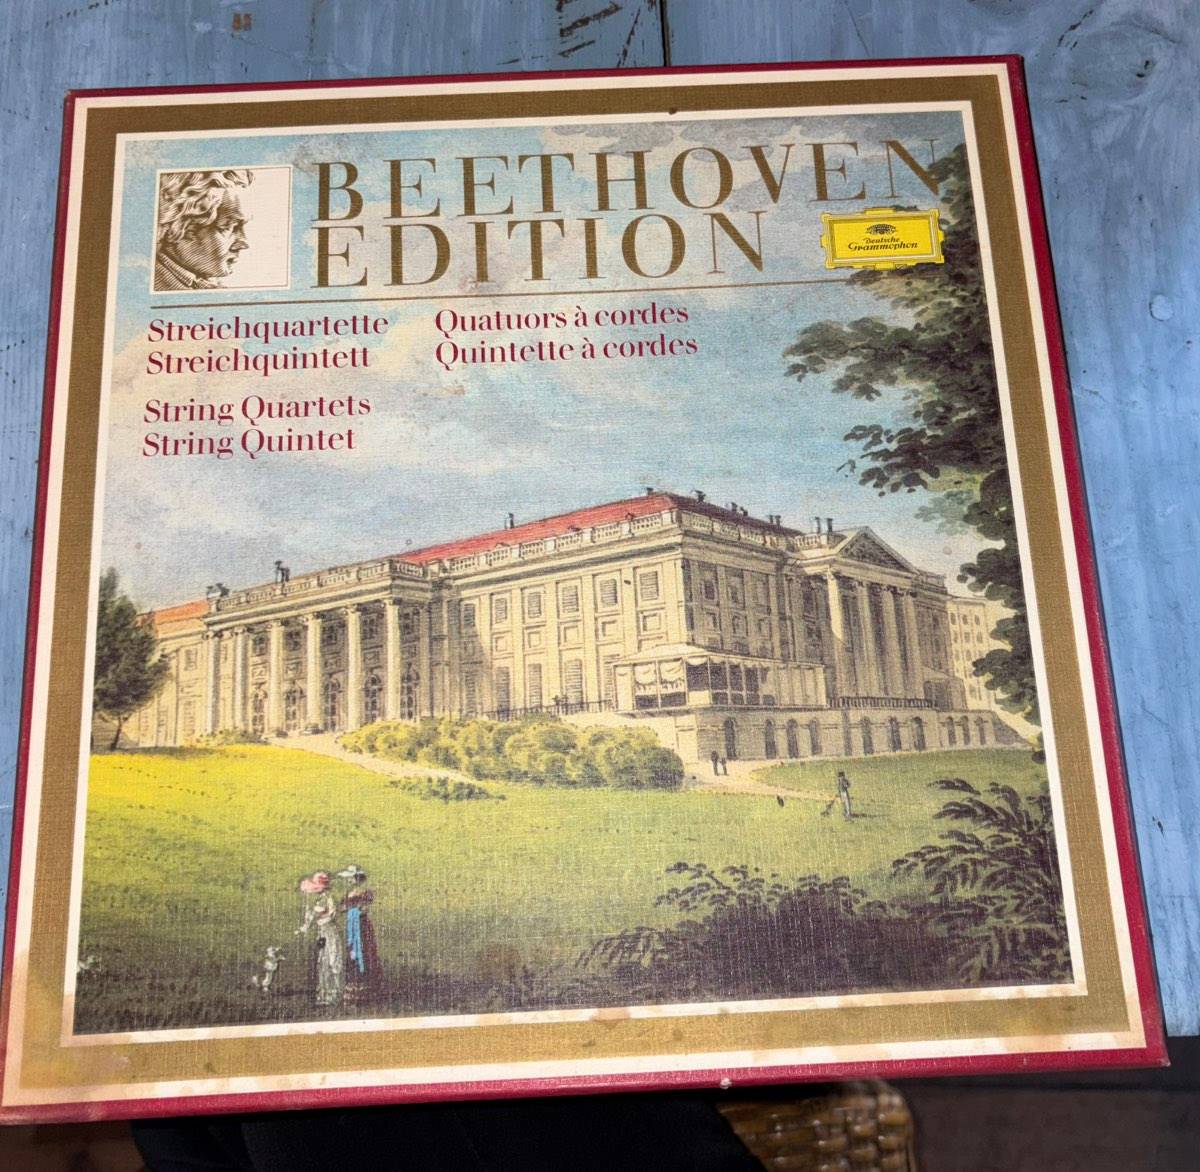 BEETHOVEN
EDITION
Deutsche
Grammophon
Streichquartette
Streichquintett
Quatuors à cordes
Quintette à cordes
String Quartets
String Quintet